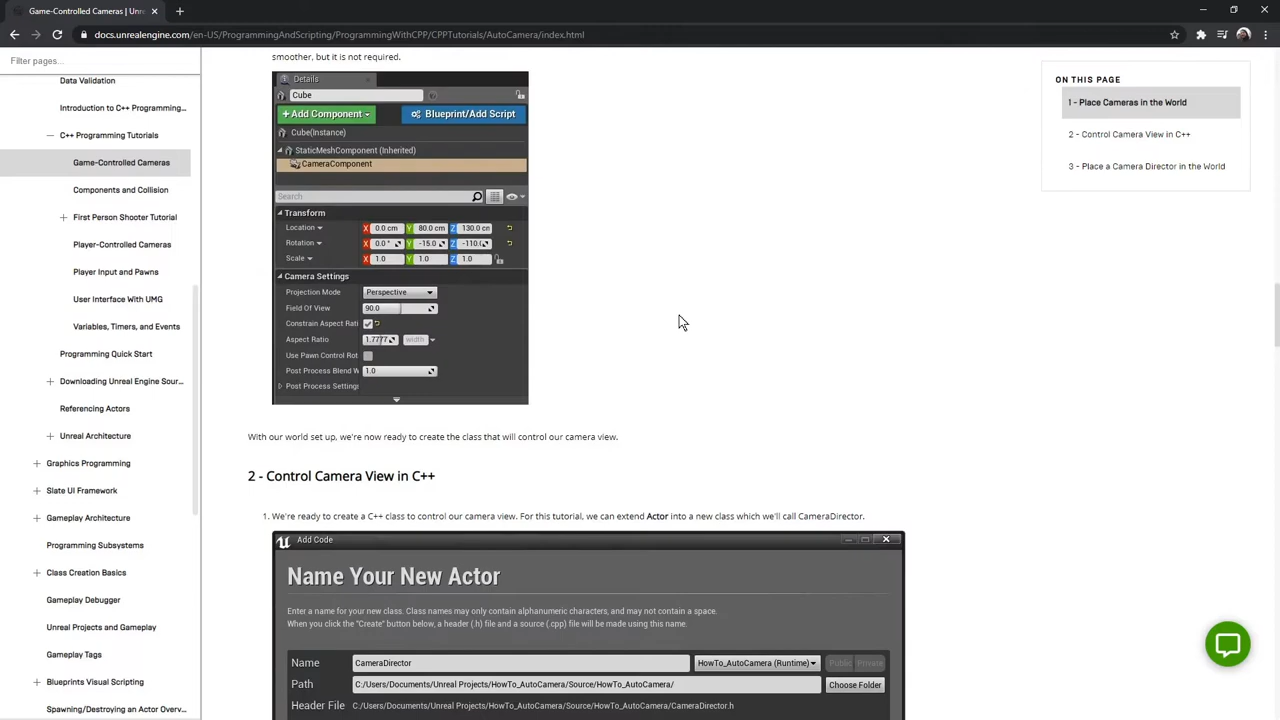 Game-Controlled Cameras | Unre
docs.unrealengine.com/en-US/ProgrammingAndScripting/ProgrammingWithCPP/CPPTutorials/AutoCamera/index.html
Filter pages...
Data Validation
Introduction to C++ Programming...
C++ Programming Tutorials
Game-Controlled Cameras
Components and Collision
First Person Shooter Tutorial
Player-Controlled Cameras
Player Input and Pawns
User Interface With UMG
Variables, Timers, and Events
Programming Quick Start
Downloading Unreal Engine Sour...
Referencing Actors
Unreal Architecture
Graphics Programming
Slate UI Framework
Gameplay Architecture
Programming Subsystems
Class Creation Basics
Gameplay Debugger
Unreal Projects and Gameplay
Gameplay Tags
Blueprints Visual Scripting
Spawning/Destroying an Actor Overv...
smoother, but it is not required.
Details
Cube
+Add Component
Blueprint/Add Script
Cube(Instance)
StaticMeshComponent (Inherited)
CameraComponent
Search
Transform
Location X 0.0 cm Y 80.0 cm Z 130.0 cm
Rotation X 0.0 ° Y -15.0 Z -110.(
Scale X 1.0 Y 1.0 Z 1.0
Camera Settings
Projection Mode Perspective
Field Of View 90.0
Constrain Aspect Rati
Aspect Ratio 1.7777 width
Use Pawn Control Rot
Post Process Blend W 1.0
Post Process Settings
With our world set up, we're now ready to create the class that will control our camera view.
2 - Control Camera View in C++
1. We're ready to create a C++ class to control our camera view. For this tutorial, we can extend Actor into a new class which we'll call CameraDirector.
Add Code
Name Your New Actor
Enter a name for your new class. Class names may only contain alphanumeric characters, and may not contain a space.
When you click the "Create" button below, a header (.h) file and a source (.cpp) file will be made using this name.
Name CameraDirector HowTo_AutoCamera (Runtime) Public Private
Path C:/Users/Documents/Unreal Projects/HowTo_AutoCamera/Source/HowTo_AutoCamera/ Choose Folder
Header File C:/Users/Documents/Unreal Projects/HowTo_AutoCamera/Source/HowTo_AutoCamera/CameraDirector.h
ON THIS PAGE
1 - Place Cameras in the World
2 - Control Camera View in C++
3 - Place a Camera Director in the World